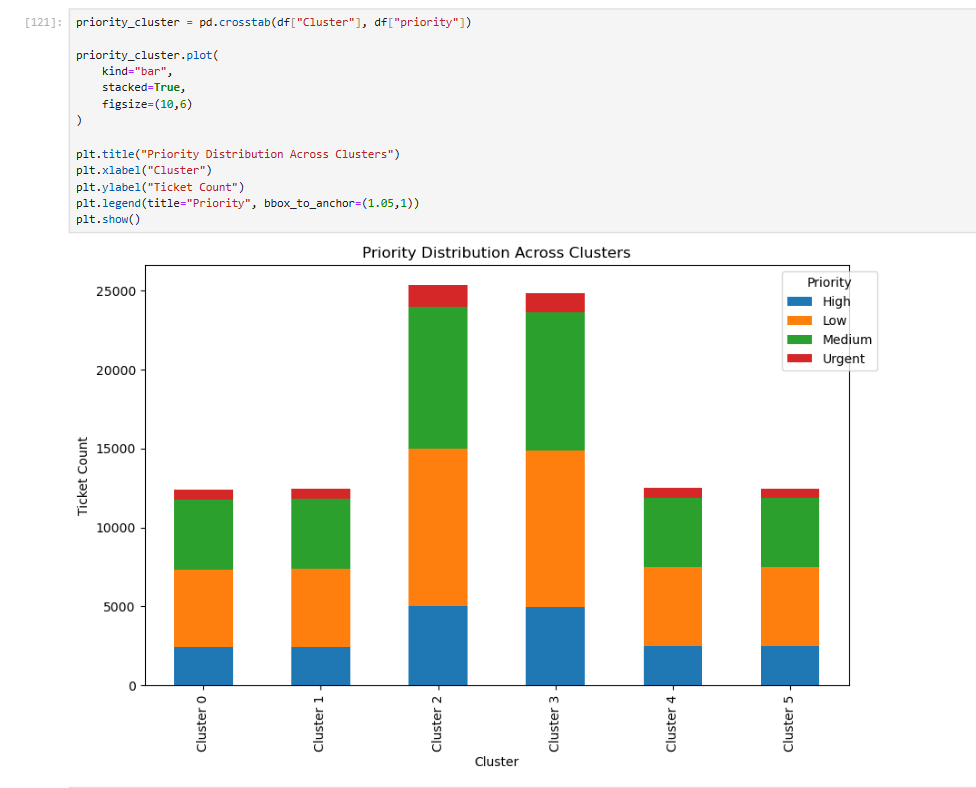 [121]: priority_cluster = pd.crosstab(df["Cluster"], df["priority"])
priority_cluster.plot(
    kind="bar",
    stacked=True,
    figsize=(10,6)
)
plt.title("Priority Distribution Across Clusters")
plt.xlabel("Cluster")
plt.ylabel("Ticket Count")
plt.legend(title="Priority", bbox_to_anchor=(1.05,1))
plt.show()
Priority Distribution Across Clusters
Priority
High
Low
Medium
Urgent
Ticket Count
25000
20000
15000
10000
5000
0
Cluster 0
Cluster 1
Cluster 2
Cluster 3
Cluster 4
Cluster 5
Cluster